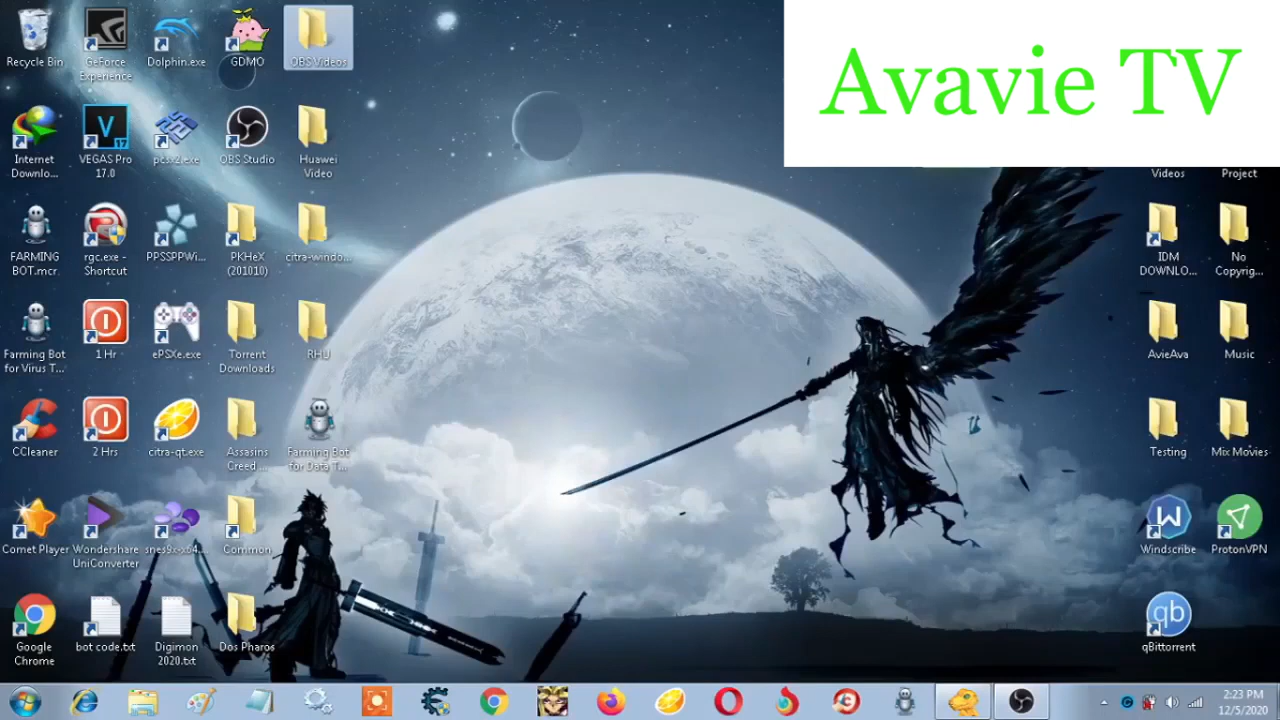 Avavie TV
Recycle Bin
GeForce
Experience
Dolphin.exe
GDMO
OBS Videos
Internet
Downlo...
VEGAS Pro
17.0
pcsx2.exe
OBS Studio
Huawei
Video
Videos
Project
FARMING
BOT.mcr
rgc.exe -
Shortcut
PPSSPPWi...
PKHeX
(201010)
citra-windo...
IDM
DOWNLO...
No
Copyrig...
Farming Bot
for Virus T...
1 Hr
ePSXe.exe
Torrent
Downloads
RHU
AvieAva
Music
CCleaner
2 Hrs
citra-qt.exe
Assasins
Creed ...
Farming Bot
for Data T...
Testing
Mix Movies
Comet Player
Wondershare
UniConverter
snes9x-x64....
Common
Windscribe
ProtonVPN
Google
Chrome
bot code.txt
Digimon
2020.txt
Dos Pharos
qBittorrent
2:23 PM
12/5/2020